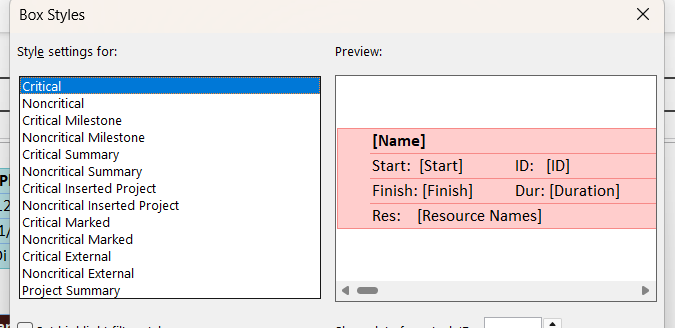 Box Styles
Style settings for:
Preview:
Critical
Noncritical
Critical Milestone
Noncritical Milestone
Critical Summary
Noncritical Summary
Critical Inserted Project
Noncritical Inserted Project
Critical Marked
Noncritical Marked
Critical External
Noncritical External
Project Summary
[Name]
Start: [Start] ID: [ID]
Finish: [Finish] Dur: [Duration]
Res: [Resource Names]